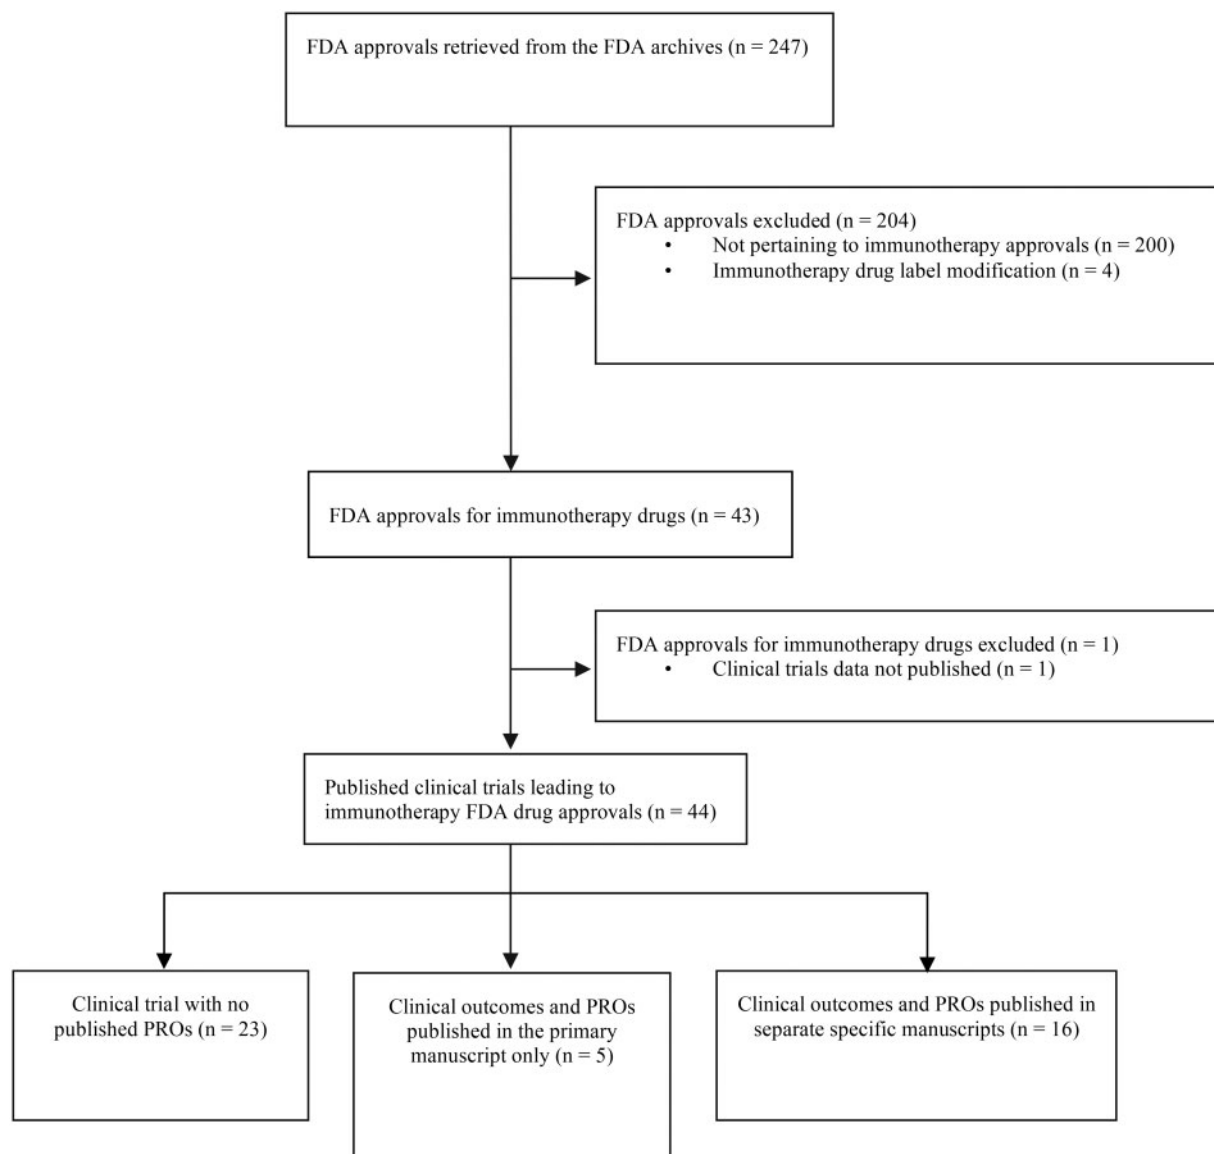 FDA approvals retrieved from the FDA archives (n = 247)
FDA approvals excluded (n = 204)
• Not pertaining to immunotherapy approvals (n = 200)
• Immunotherapy drug label modification (n = 4)
FDA approvals for immunotherapy drugs (n = 43)
FDA approvals for immunotherapy drugs excluded (n = 1)
• Clinical trials data not published (n = 1)
Published clinical trials leading to
immunotherapy FDA drug approvals (n = 44)
Clinical trial with no
published PROs (n = 23)
Clinical outcomes and PROs
published in the primary
manuscript only (n = 5)
Clinical outcomes and PROs published in
separate specific manuscripts (n = 16)